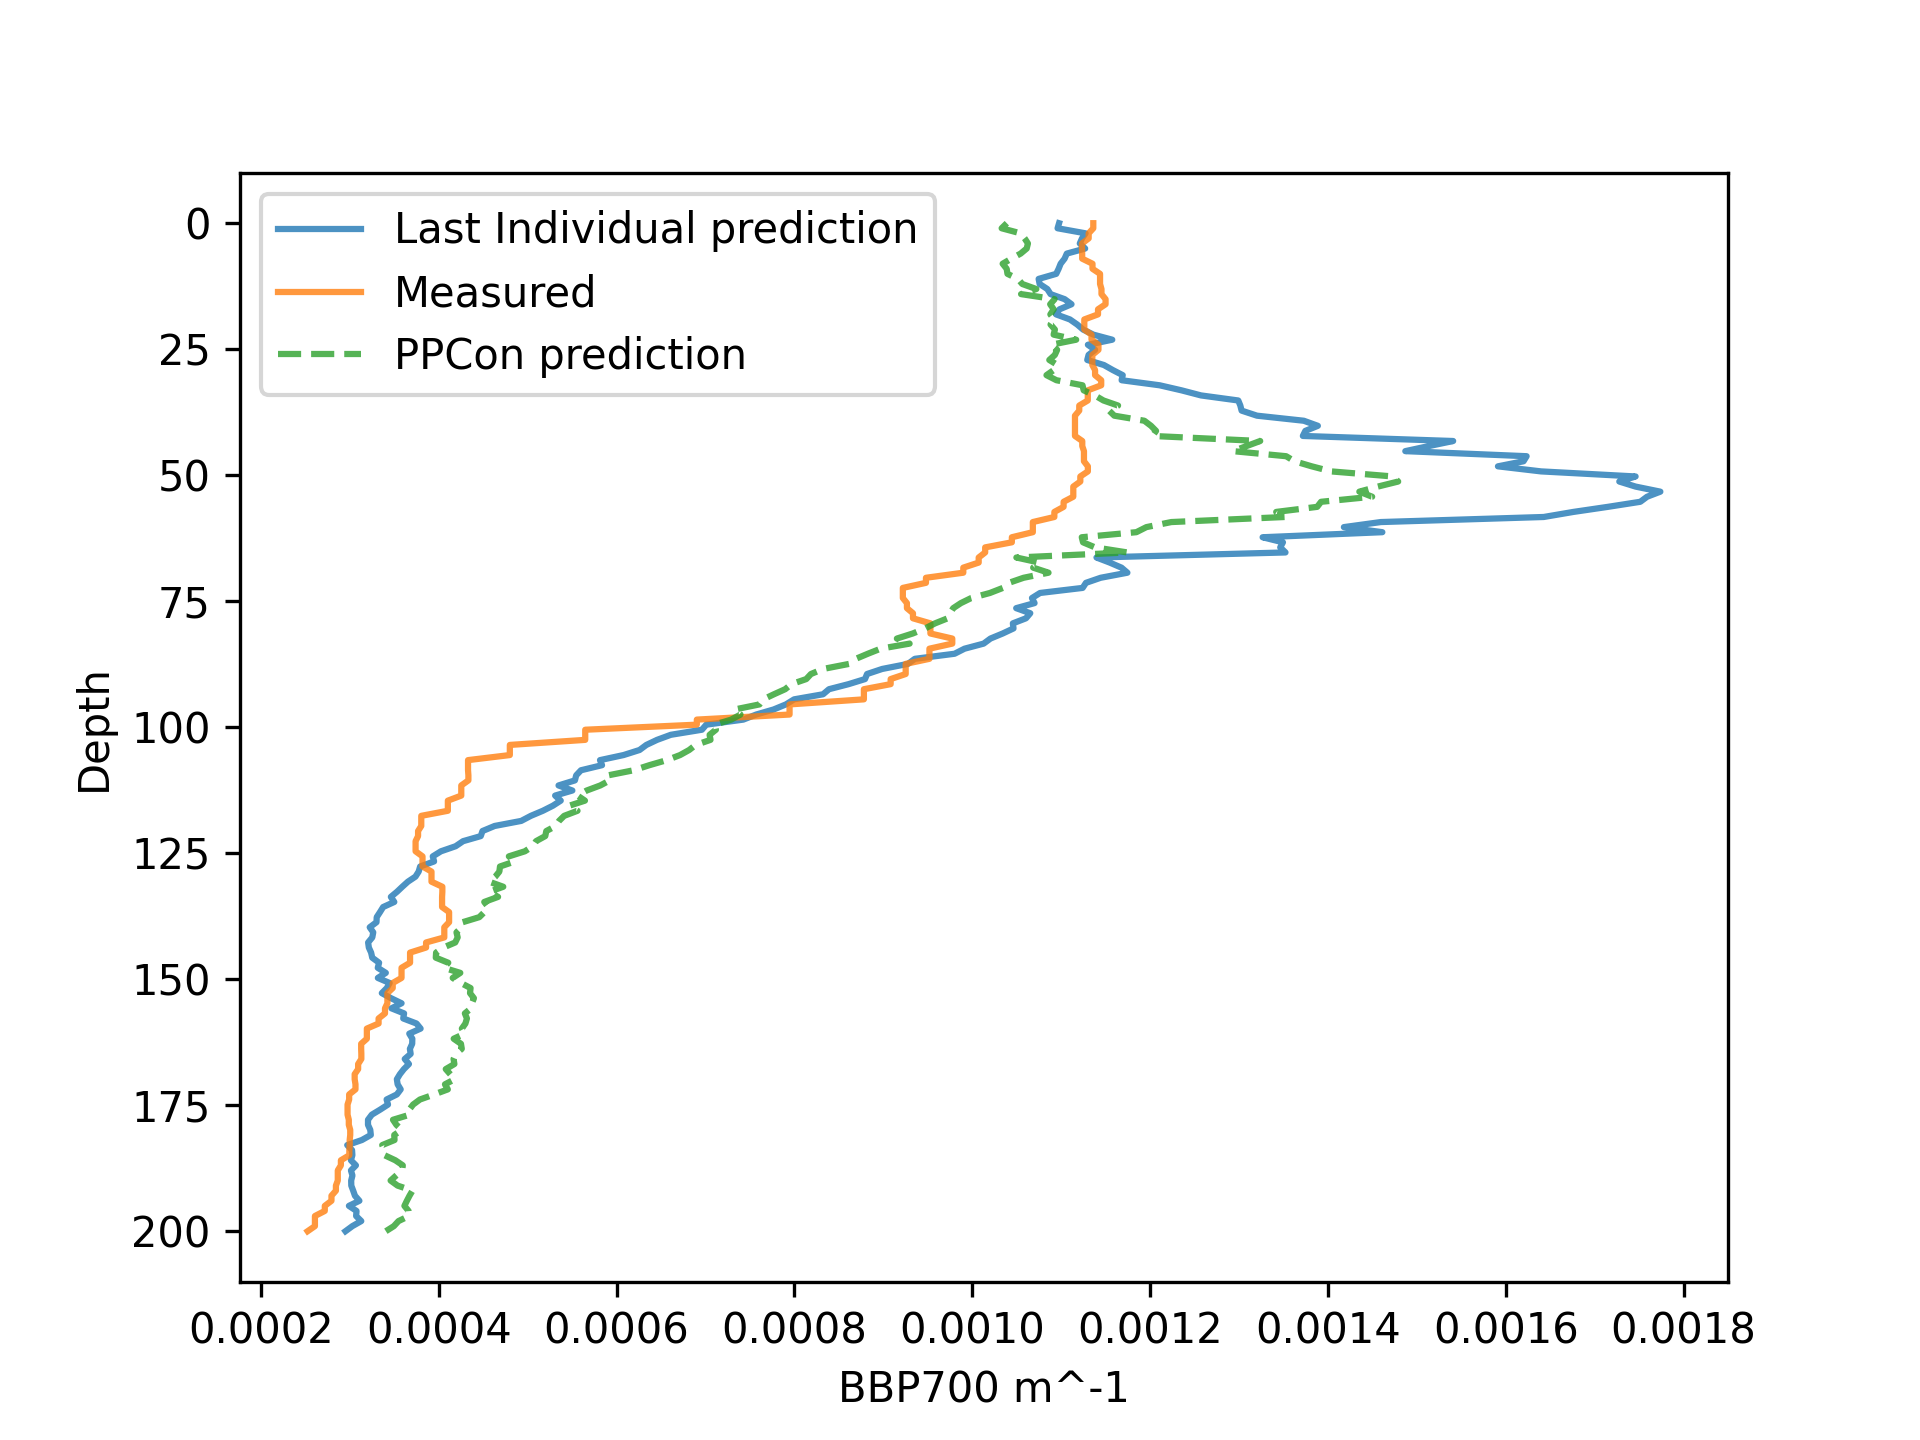 Last Individual prediction
Measured
PPCon prediction
0
25
50
75
100
125
150
175
200
Depth
0.0002 0.0004 0.0006 0.0008 0.0010 0.0012 0.0014 0.0016 0.0018
BBP700 m^-1